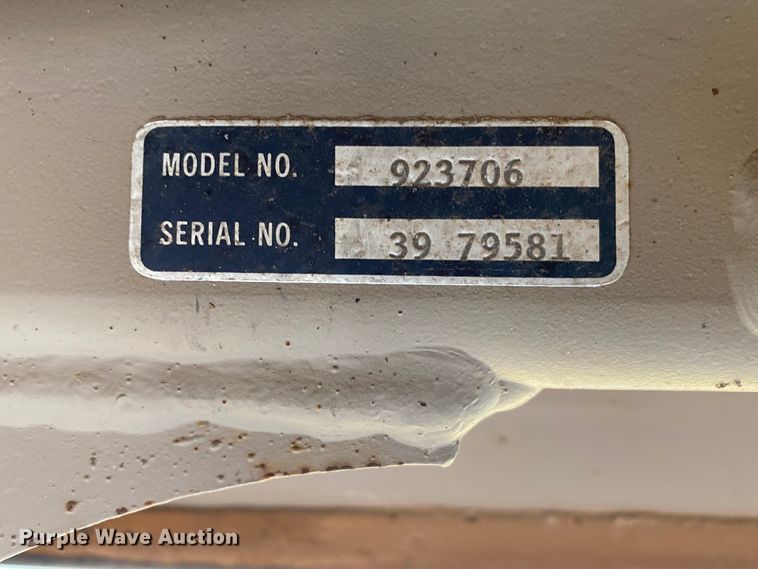 MODEL NO. 923706
SERIAL NO. 39 79581
Purple Wave Auction